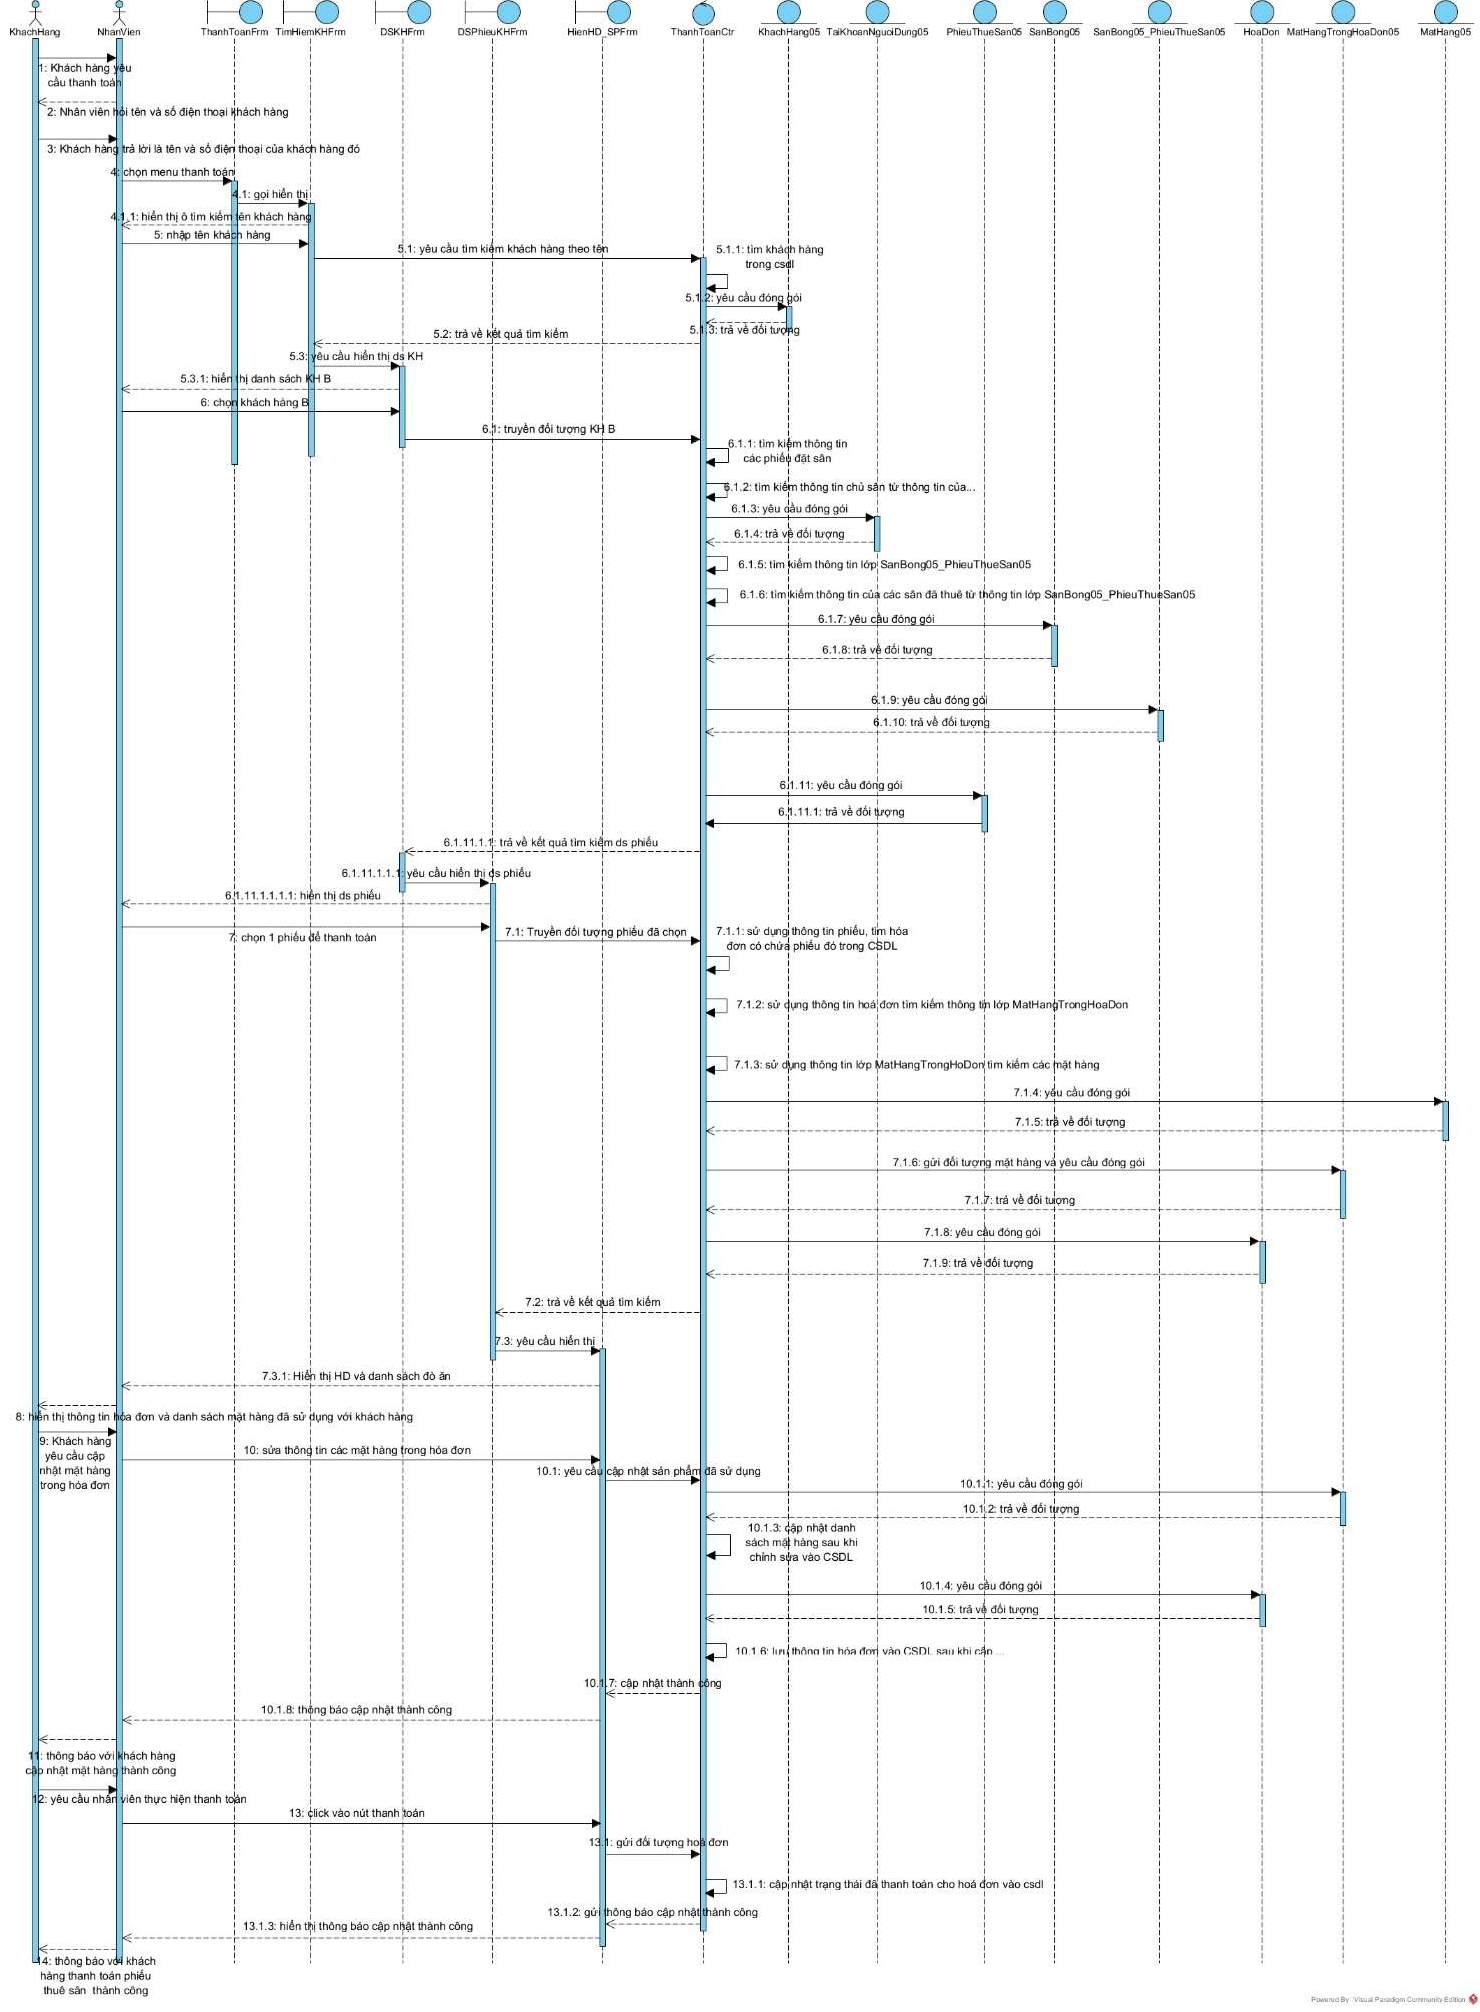 KhachHang
NhanVien
ThanhToanFrm
TimHiemKHFrm
DSKHFrm
DSPhieuKHFrm
HienHD_SPFrm
ThanhToanCtr
KhachHang05
TaiKhoanNguoiDung05
PhieuThueSan05
SanBong05
SanBong05_PhieuThueSan05
HoaDon
MatHangTrongHoaDon05
MatHang05
1: Khách hàng yêu
cầu thanh toán
2: Nhân viên hỏi tên và số điện thoại khách hàng
3: Khách hàng trả lời là tên và số điện thoại của khách hàng đó
4: chọn menu thanh toán
4.1: gọi hiển thị
4.1.1: hiển thị ô tìm kiếm tên khách hàng
5: nhập tên khách hàng
5.1: yêu cầu tìm kiếm khách hàng theo tên
5.1.1: tìm khách hàng
trong csdl
5.1.2: yêu cầu đóng gói
5.1.3: trả về đối tượng
5.2: trả về kết quả tìm kiếm
5.3: yêu cầu hiển thị ds KH
5.3.1: hiển thị danh sách KH B
6: chọn khách hàng B
6.1: truyền đối tượng KH B
6.1.1: tìm kiếm thông tin
các phiếu đặt sân
6.1.2: tìm kiếm thông tin chủ sân từ thông tin của...
6.1.3: yêu cầu đóng gói
6.1.4: trả về đối tượng
6.1.5: tìm kiếm thông tin lớp SanBong05_PhieuThueSan05
6.1.6: tìm kiếm thông tin của các sân đã thuê từ thông tin lớp SanBong05_PhieuThueSan05
6.1.7: yêu cầu đóng gói
6.1.8: trả về đối tượng
6.1.9: yêu cầu đóng gói
6.1.10: trả về đối tượng
6.1.11: yêu cầu đóng gói
6.1.11.1: trả về đối tượng
6.1.11.1.1: trả về kết quả tìm kiếm ds phiếu
6.1.11.1.1.1: yêu cầu hiển thị ds phiếu
6.1.11.1.1.1.1: hiển thị ds phiếu
7: chọn 1 phiếu để thanh toán
7.1: Truyền đối tượng phiếu đã chọn
7.1.1: sử dụng thông tin phiếu, tìm hóa
đơn có chứa phiếu đó trong CSDL
7.1.2: sử dụng thông tin hoá đơn tìm kiếm thông tin lớp MatHangTrongHoaDon
7.1.3: sử dụng thông tin lớp MatHangTrongHoDon tìm kiếm các mặt hàng
7.1.4: yêu cầu đóng gói
7.1.5: trả về đối tượng
7.1.6: gửi đối tượng mặt hàng và yêu cầu đóng gói
7.1.7: trả về đối tượng
7.1.8: yêu cầu đóng gói
7.1.9: trả về đối tượng
7.2: trả về kết quả tìm kiếm
7.3: yêu cầu hiển thị
7.3.1: Hiển thị HD và danh sách đò ăn
8: hiển thị thông tin hóa đơn và danh sách mặt hàng đã sử dụng với khách hàng
9: Khách hàng
yêu cầu cập
nhật mặt hàng
trong hóa đơn
10: sửa thông tin các mặt hàng trong hóa đơn
10.1: yêu cầu cập nhật sản phẩm đã sử dụng
10.1.1: yêu cầu đóng gói
10.1.2: trả về đối tượng
10.1.3: cập nhật danh
sách mặt hàng sau khi
chỉnh sửa vào CSDL
10.1.4: yêu cầu đóng gói
10.1.5: trả về đối tượng
10.1.6: lưu thông tin hóa đơn vào CSDL sau khi cập ...
10.1.7: cập nhật thành công
10.1.8: thông báo cập nhật thành công
11: thông báo với khách hàng
cập nhật mặt hàng thành công
12: yêu cầu nhân viên thực hiện thanh toán
13: click vào nút thanh toán
13.1: gửi đối tượng hoá đơn
13.1.1: cập nhật trạng thái đã thanh toán cho hoá đơn vào csdl
13.1.2: gửi thông báo cập nhật thành công
13.1.3: hiển thị thông báo cập nhật thành công
14: thông báo với khách
hàng thanh toán phiếu
thuê sân thành công
Powered By Visual Paradigm Community Edition